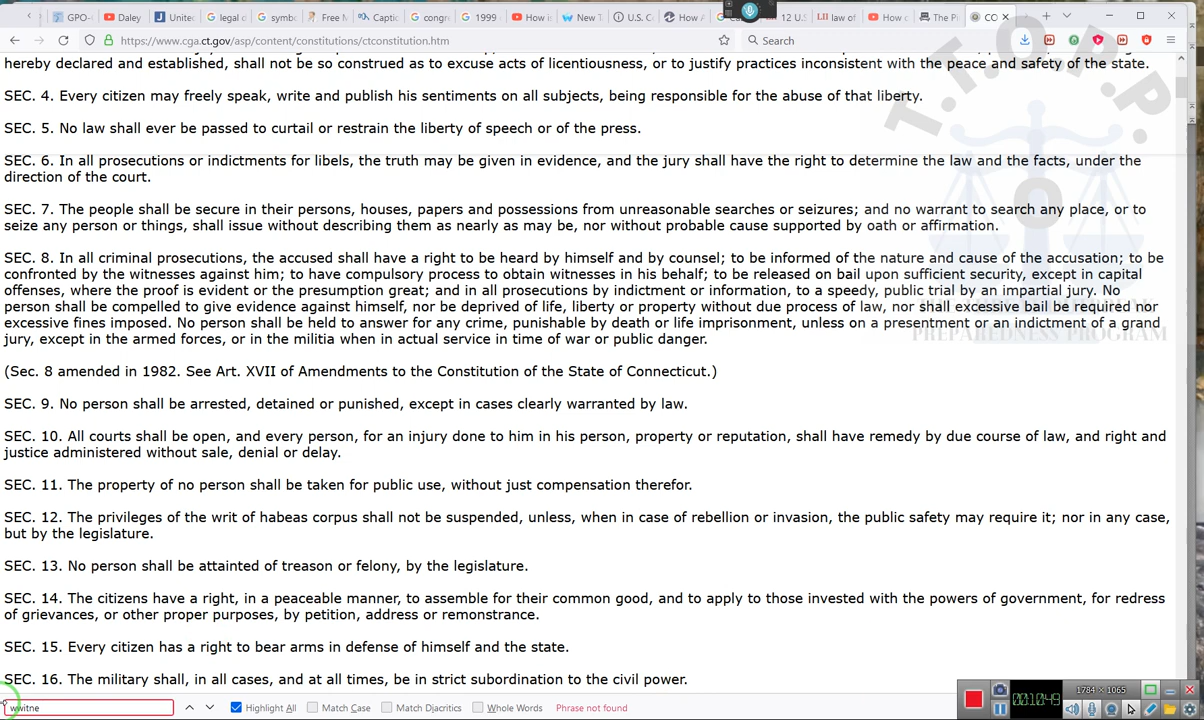 GPO-
Daley
United
legal d
symbo
Free M
Captio
congre
1999
How is
New T
U.S. C
How A
12 U.S
law of
How c
The Pi
CO
https://www.cga.ct.gov/asp/content/constitutions/ctconstitution.htm
Search
hereby declared and established, shall not be so construed as to excuse acts of licentiousness, or to justify practices inconsistent with the peace and safety of the state.
SEC. 4. Every citizen may freely speak, write and publish his sentiments on all subjects, being responsible for the abuse of that liberty.
SEC. 5. No law shall ever be passed to curtail or restrain the liberty of speech or of the press.
SEC. 6. In all prosecutions or indictments for libels, the truth may be given in evidence, and the jury shall have the right to determine the law and the facts, under the
direction of the court.
SEC. 7. The people shall be secure in their persons, houses, papers and possessions from unreasonable searches or seizures; and no warrant to search any place, or to
seize any person or things, shall issue without describing them as nearly as may be, nor without probable cause supported by oath or affirmation.
SEC. 8. In all criminal prosecutions, the accused shall have a right to be heard by himself and by counsel; to be informed of the nature and cause of the accusation; to be
confronted by the witnesses against him; to have compulsory process to obtain witnesses in his behalf; to be released on bail upon sufficient security, except in capital
offenses, where the proof is evident or the presumption great; and in all prosecutions by indictment or information, to a speedy, public trial by an impartial jury. No
person shall be compelled to give evidence against himself, nor be deprived of life, liberty or property without due process of law, nor shall excessive bail be required nor
excessive fines imposed. No person shall be held to answer for any crime, punishable by death or life imprisonment, unless on a presentment or an indictment of a grand
jury, except in the armed forces, or in the militia when in actual service in time of war or public danger.
(Sec. 8 amended in 1982. See Art. XVII of Amendments to the Constitution of the State of Connecticut.)
SEC. 9. No person shall be arrested, detained or punished, except in cases clearly warranted by law.
SEC. 10. All courts shall be open, and every person, for an injury done to him in his person, property or reputation, shall have remedy by due course of law, and right and
justice administered without sale, denial or delay.
SEC. 11. The property of no person shall be taken for public use, without just compensation therefor.
SEC. 12. The privileges of the writ of habeas corpus shall not be suspended, unless, when in case of rebellion or invasion, the public safety may require it; nor in any case,
but by the legislature.
SEC. 13. No person shall be attainted of treason or felony, by the legislature.
SEC. 14. The citizens have a right, in a peaceable manner, to assemble for their common good, and to apply to those invested with the powers of government, for redress
of grievances, or other proper purposes, by petition, address or remonstrance.
SEC. 15. Every citizen has a right to bear arms in defense of himself and the state.
SEC. 16. The military shall, in all cases, and at all times, be in strict subordination to the civil power.
T.T.O.P.P.
PREPAREDNESS PROGRAM
wwitne
Highlight All
Match Case
Match Diacritics
Whole Words
Phrase not found
1784 × 1065